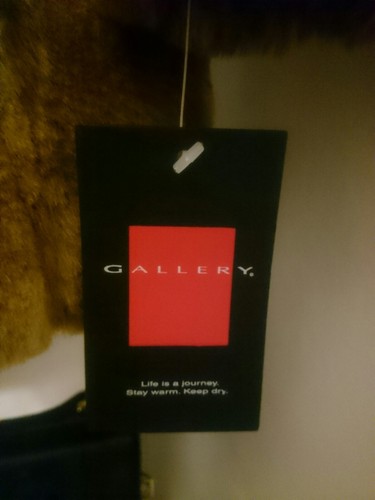 GALLERY.
Life is a journey.
Stay warm. Keep dry.